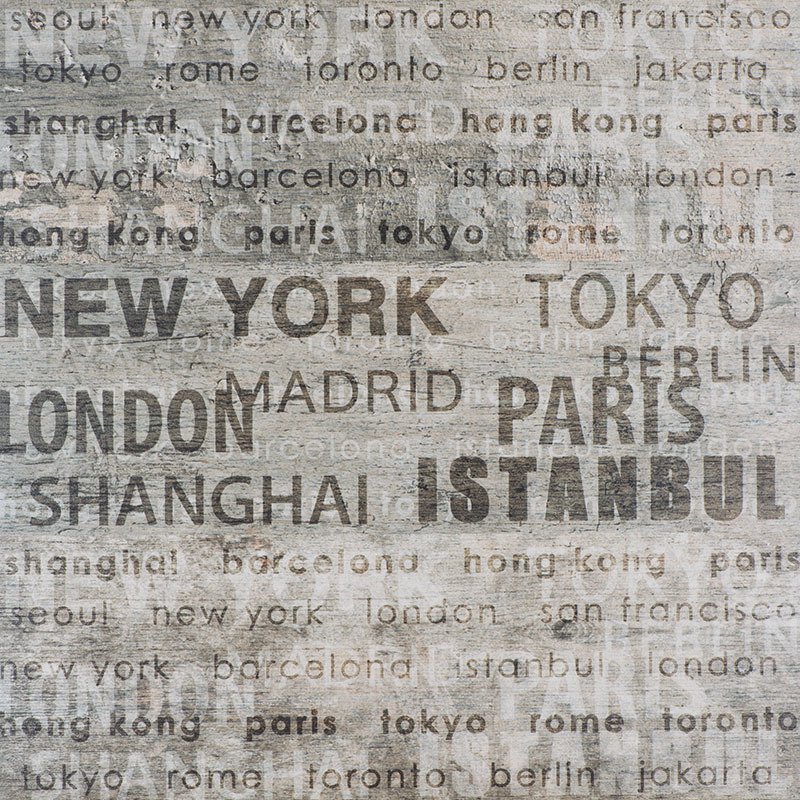 seoul new york london san francisco
tokyo rome toronto berlin jakarta
shanghai barcelona hong kong paris
new york barcelona istanbul london
hong kong paris tokyo rome toronto
NEW YORK TOKYO
BERLIN
LONDON MADRID PARIS
SHANGHAI ISTANBUL
shanghai barcelona hong kong paris
seoul new york london san francisco
new york barcelona istanbul london
hong kong paris tokyo rome toronto
tokyo rome toronto berlin jakarta